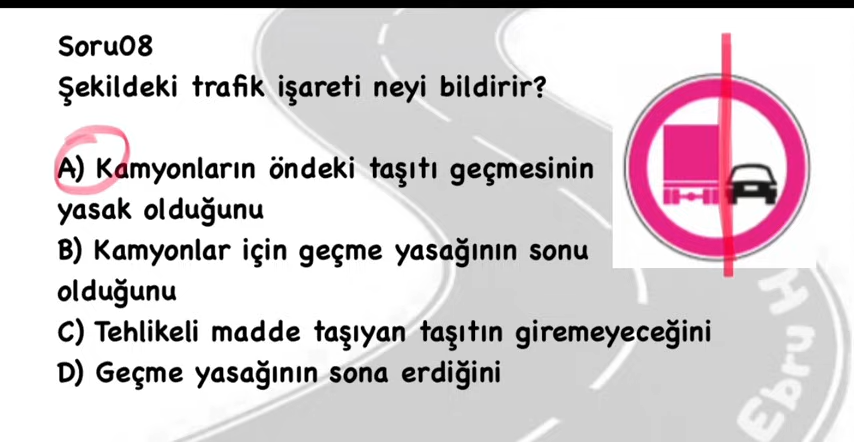 Soru08
Şekildeki trafik işareti neyi bildirir?
A) Kamyonların öndeki taşıtı geçmesinin
yasak olduğunu
B) Kamyonlar için geçme yasağının sonu
olduğunu
C) Tehlikeli madde taşıyan taşıtın giremeyeceğini
D) Geçme yasağının sona erdiğini
Ebru H